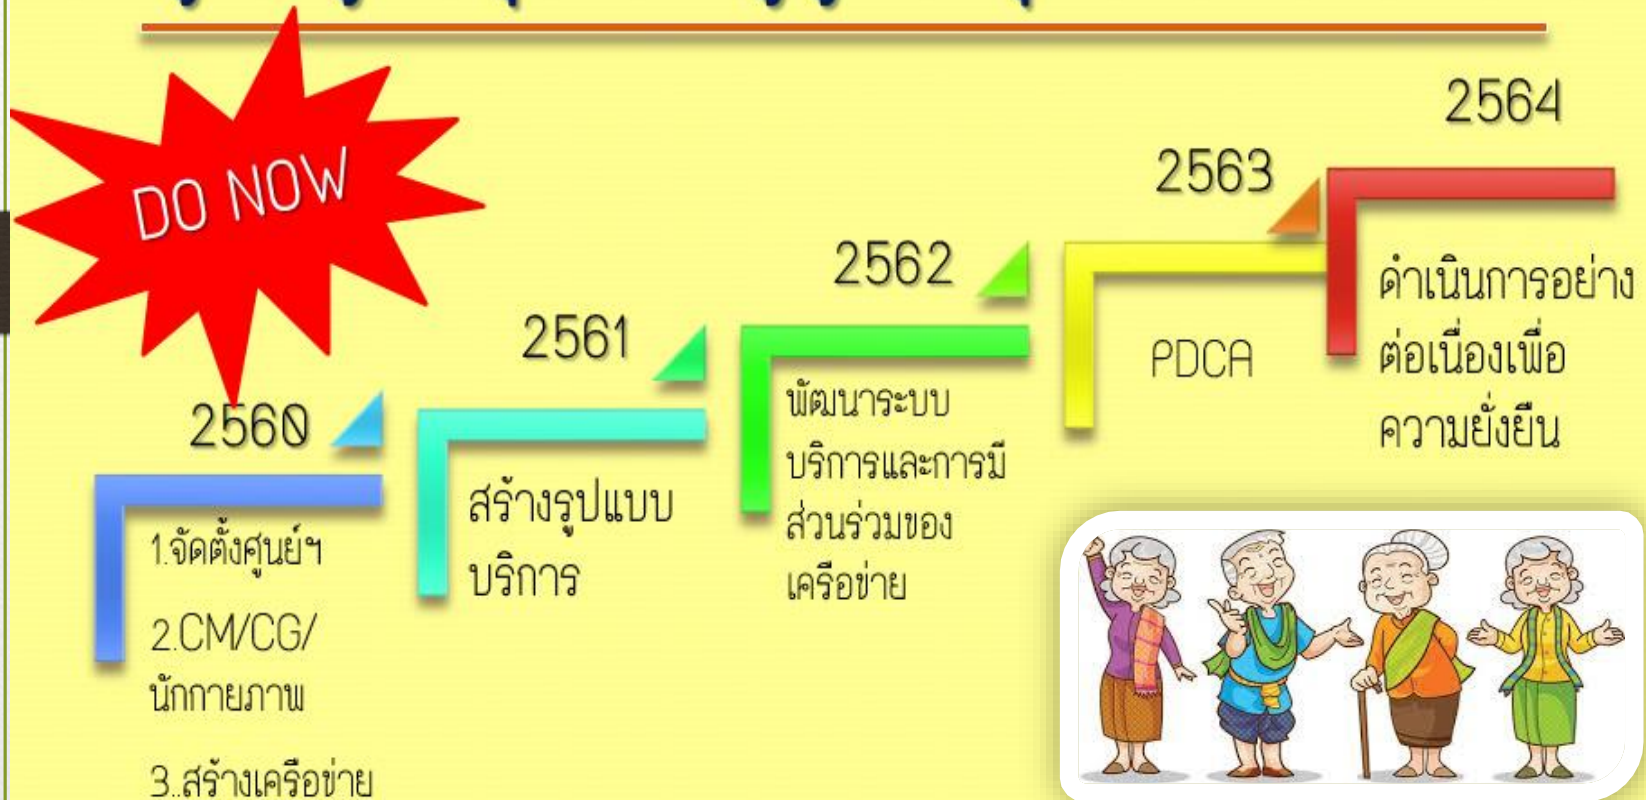 DO NOW
2560
1.จัดตั้งศูนย์ฯ
2.CM/CG/
นักกายภาพ
3..สร้างเครือข่าย
2561
สร้างรูปแบบ
บริการ
2562
พัฒนาระบบ
บริการและการมี
ส่วนร่วมของ
เครือข่าย
2563
PDCA
2564
ดำเนินการอย่าง
ต่อเนื่องเพื่อ
ความยั่งยืน